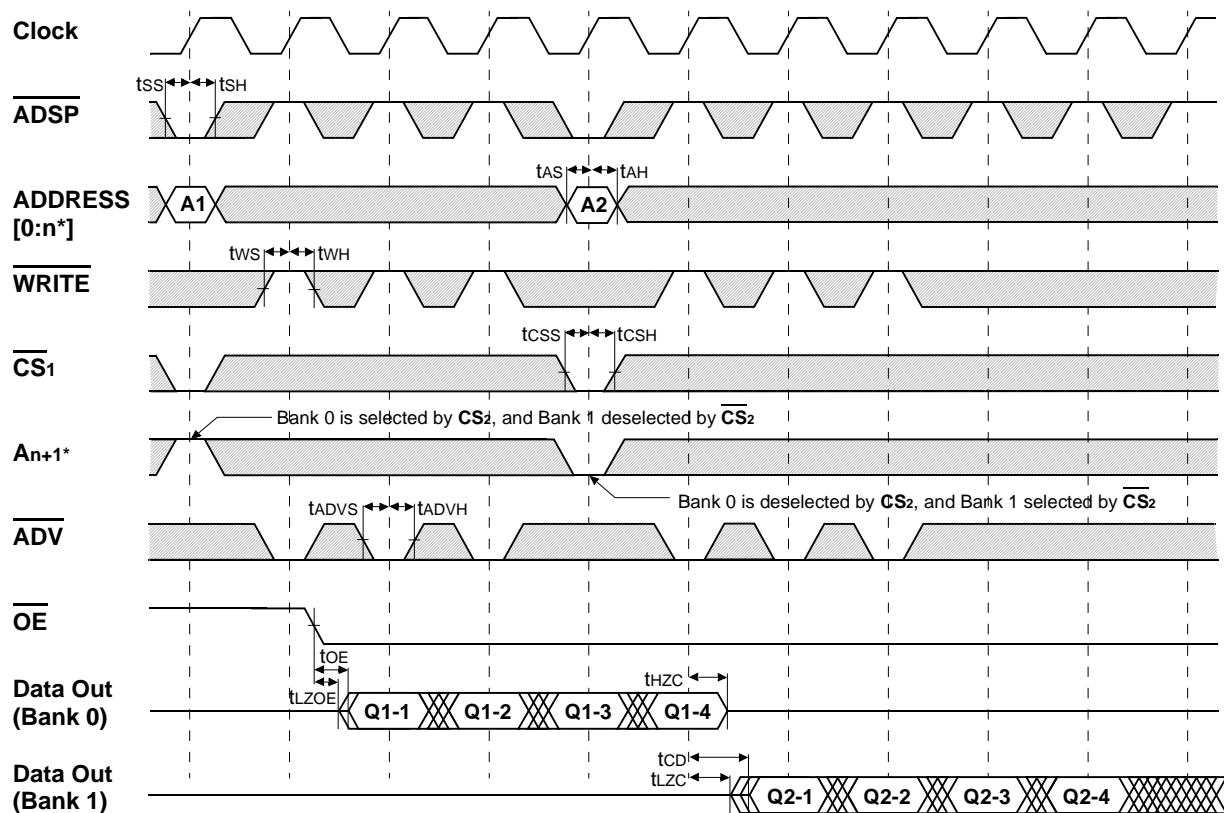 Clock
tSS tSH
ADSP
tAS tAH
ADDRESS
[0:n*]
A1 A2
tWS tWH
WRITE
tCSS tCSH
CS1
Bank 0 is selected by CS2, and Bank 1 deselected by CS2
An+1*
Bank 0 is deselected by CS2, and Bank 1 selected by CS2
tADVS tADVH
ADV
OE
tOE
tLZOE
tHZC
Data Out
(Bank 0)
Q1-1 Q1-2 Q1-3 Q1-4
tCD
tLZC
Data Out
(Bank 1)
Q2-1 Q2-2 Q2-3 Q2-4